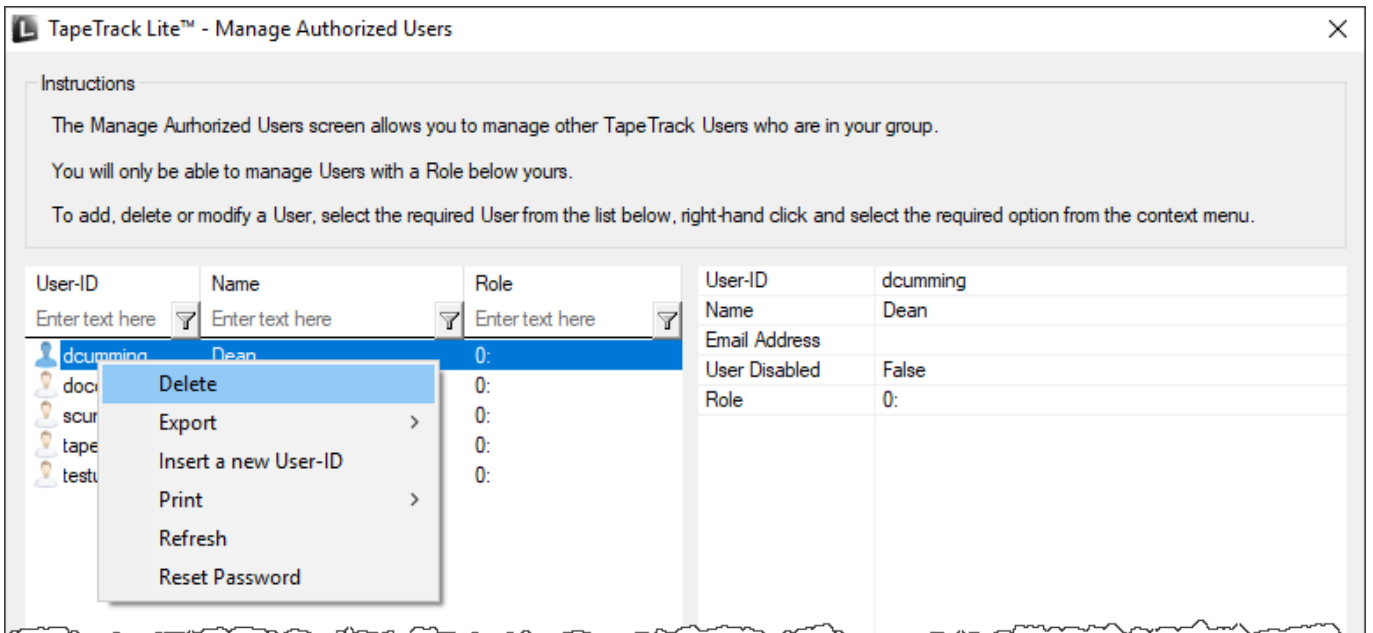 TapeTrack Lite™ - Manage Authorized Users
Instructions
The Manage Aurhorized Users screen allows you to manage other TapeTrack Users who are in your group.
You will only be able to manage Users with a Role below yours.
To add, delete or modify a User, select the required User from the list below, right-hand click and select the required option from the context menu.
User-ID Name Role
Enter text here Enter text here Enter text here
dcumming Dean 0:
0:
0:
0:
0:
Delete
Export
Insert a new User-ID
Print
Refresh
Reset Password
User-ID dcumming
Name Dean
Email Address
User Disabled False
Role 0: